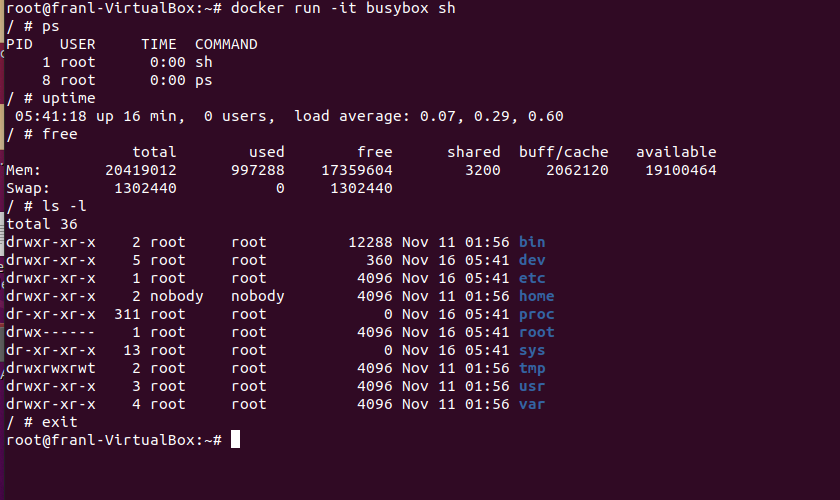 root@franl-VirtualBox:~# docker run -it busybox sh
/ # ps
PID   USER     TIME  COMMAND
    1 root      0:00 sh
    8 root      0:00 ps
/ # uptime
 05:41:18 up 16 min,  0 users,  load average: 0.07, 0.29, 0.60
/ # free
              total        used        free      shared  buff/cache   available
Mem:       20419012      997288    17359604        3200     2062120    19100464
Swap:       1302440           0     1302440
/ # ls -l
total 36
drwxr-xr-x    2 root     root         12288 Nov 11 01:56 bin
drwxr-xr-x    5 root     root           360 Nov 16 05:41 dev
drwxr-xr-x    1 root     root          4096 Nov 16 05:41 etc
drwxr-xr-x    2 nobody   nobody        4096 Nov 11 01:56 home
dr-xr-xr-x  311 root     root             0 Nov 16 05:41 proc
drwx------    1 root     root          4096 Nov 16 05:41 root
dr-xr-xr-x   13 root     root             0 Nov 16 05:41 sys
drwxrwxrwt    2 root     root          4096 Nov 11 01:56 tmp
drwxr-xr-x    3 root     root          4096 Nov 11 01:56 usr
drwxr-xr-x    4 root     root          4096 Nov 11 01:56 var
/ # exit
root@franl-VirtualBox:~#